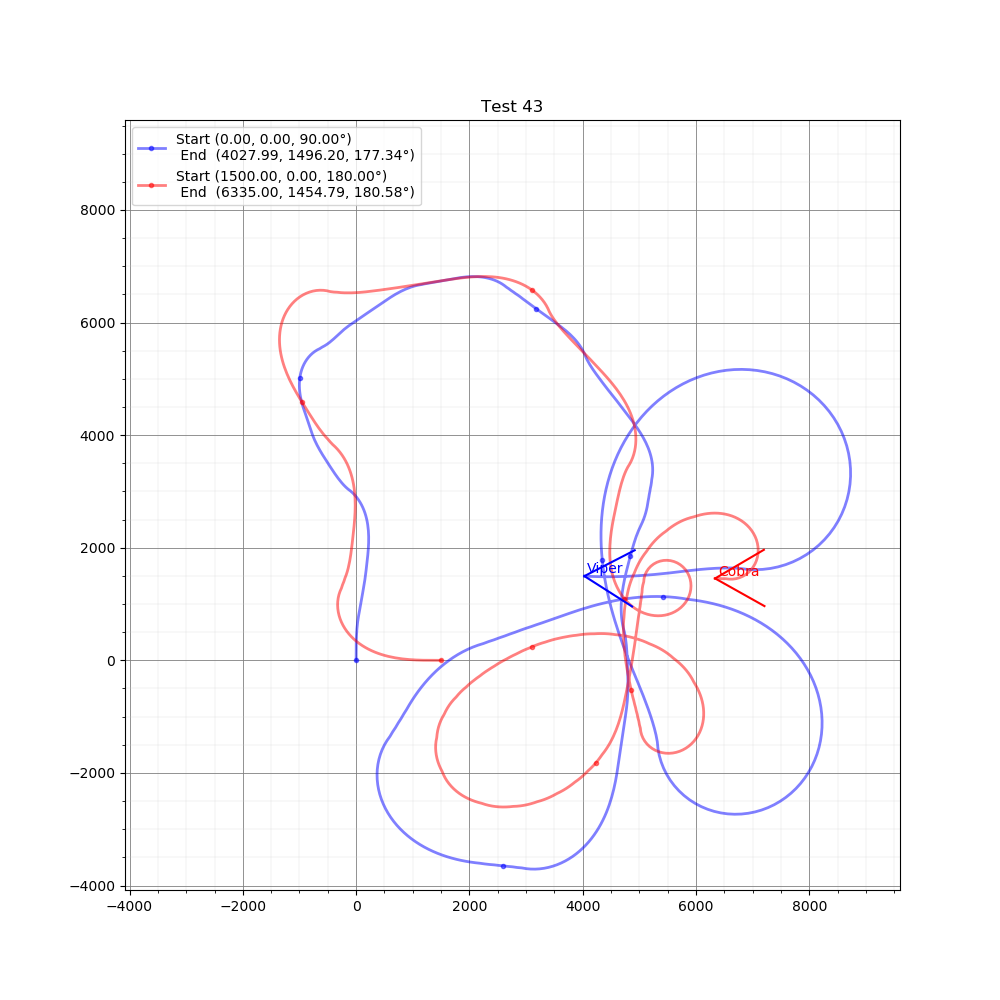 Test 43
Start (0.00, 0.00, 90.00°)
End  (4027.99, 1496.20, 177.34°)
Start (1500.00, 0.00, 180.00°)
End  (6335.00, 1454.79, 180.58°)
8000
6000
4000
2000
0
−2000
−4000
Viper
Cobra
−4000 −2000 0 2000 4000 6000 8000